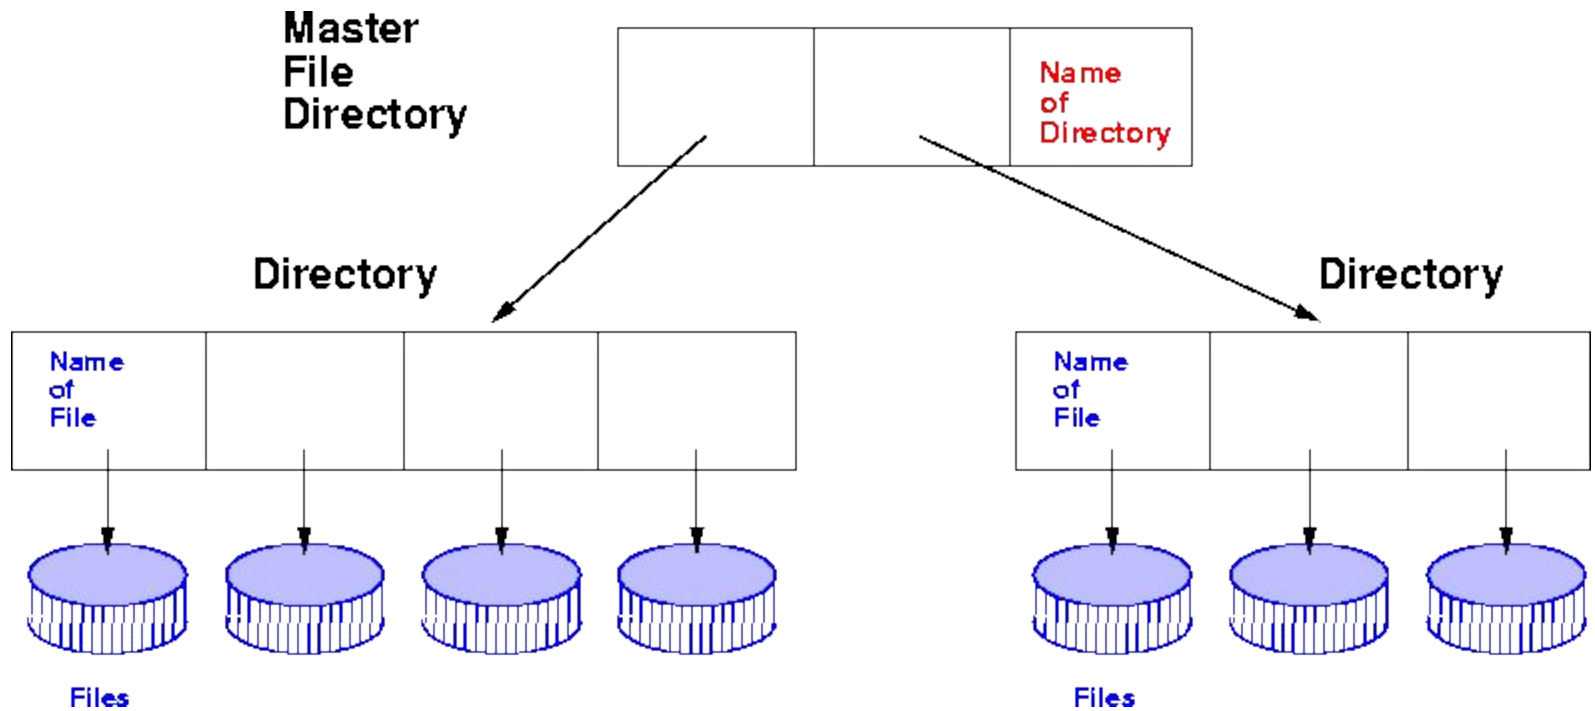 Master
File
Directory
Name
of
Directory
Directory
Directory
Name
of
File
Name
of
File
Files
Files